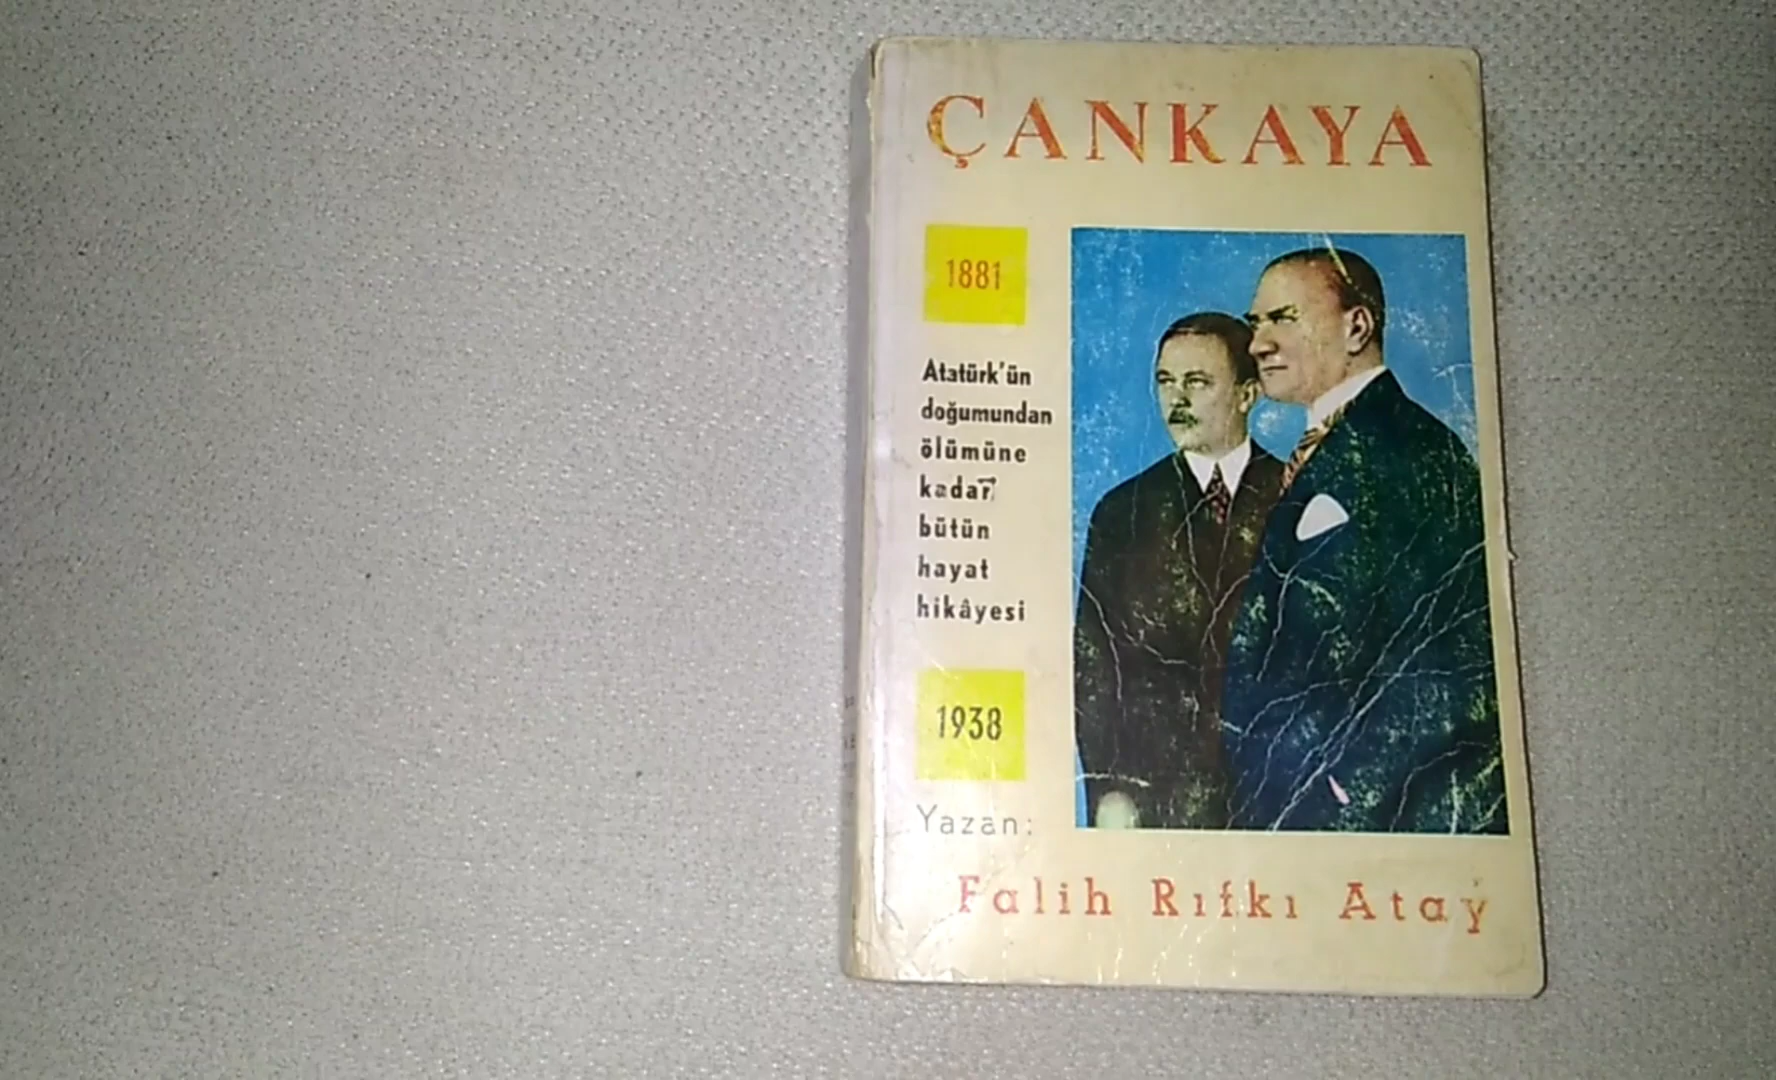 ÇANKAYA
1881
Atatürk'ün
doğumundan
ölümüne
kadar
bütün
hayat
hikâyesi
1938
Yazan:
Falih Rıfkı Atay